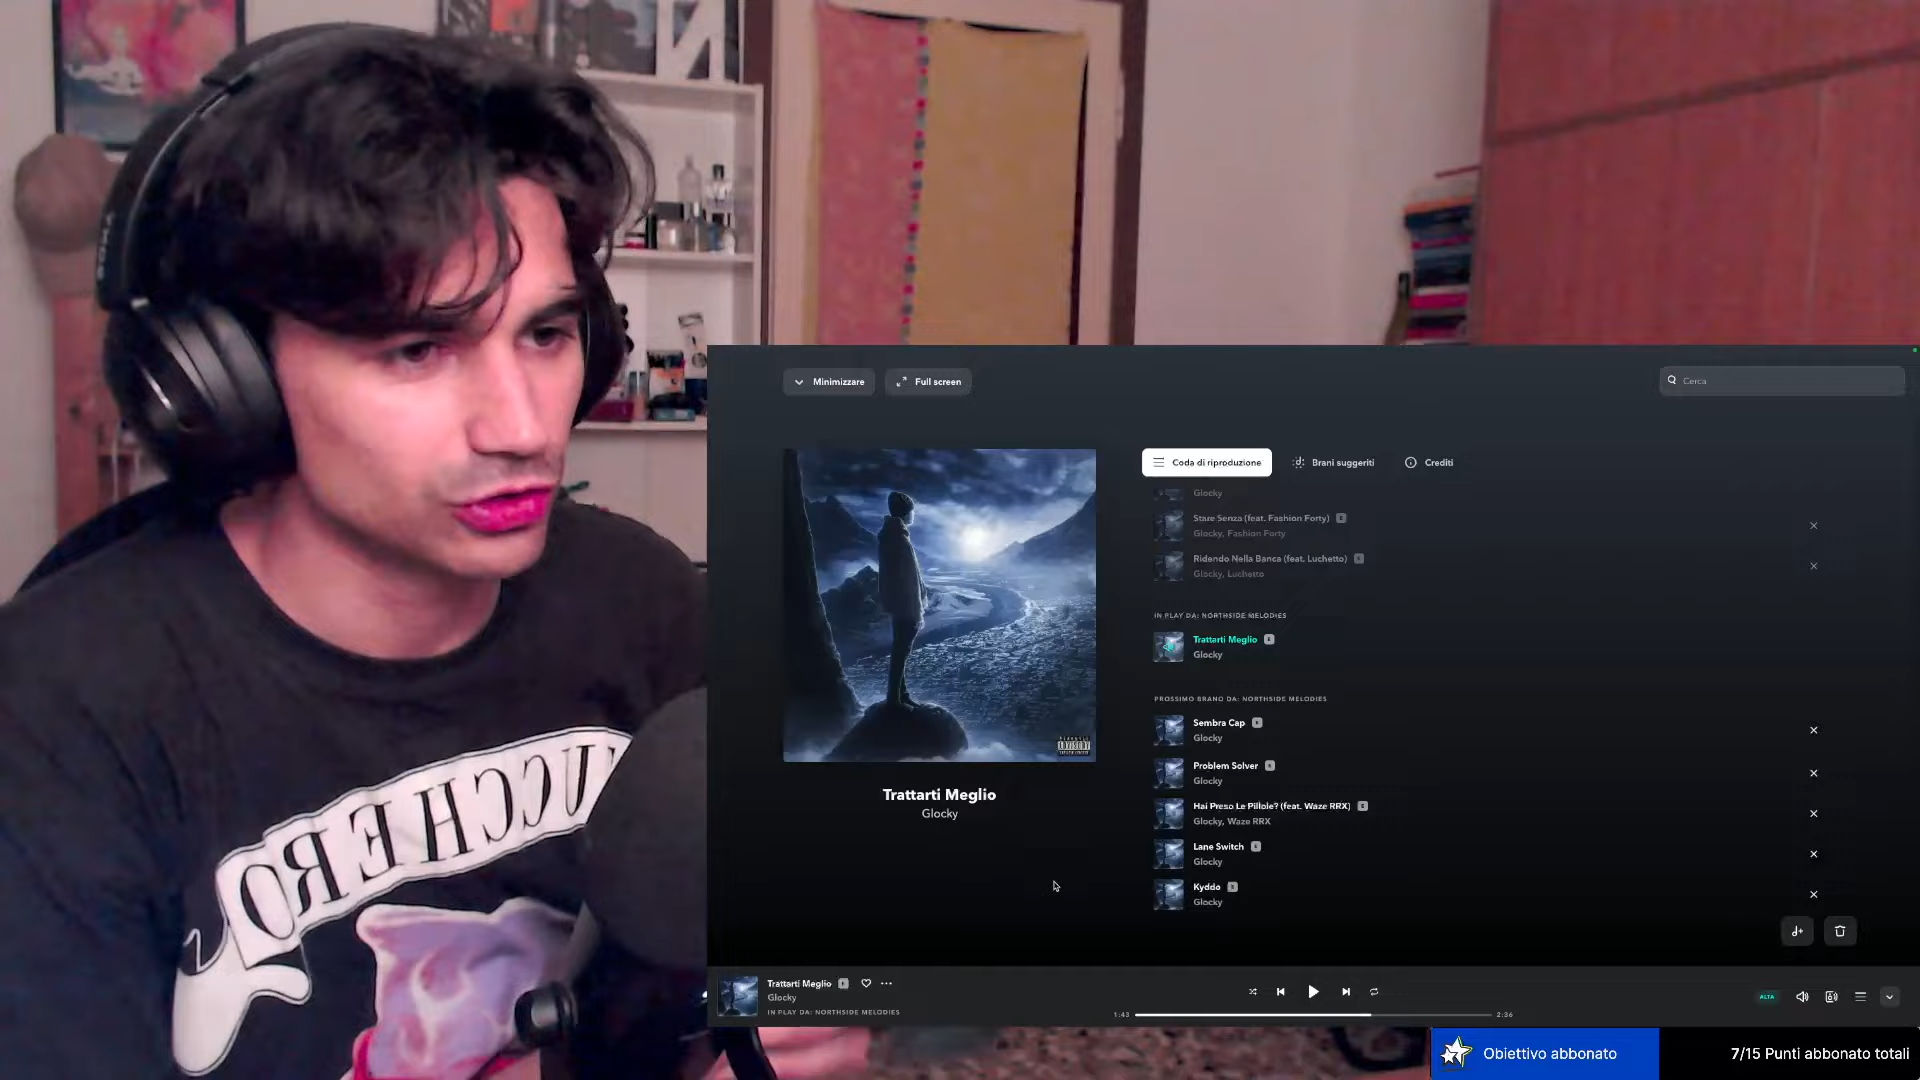 Minimizzare
Full screen
Cerca
Coda di riproduzione
Brani suggeriti
Crediti
Glocky
Stare Senza (feat. Fashion Forty)
Glocky, Fashion Forty
Ridendo Nella Banca (feat. Luchetto)
Glocky, Luchetto
IN PLAY DA: NORTHSIDE MELODIES
Trattarti Meglio
Glocky
PROSSIMO BRANO DA: NORTHSIDE MELODIES
Sembra Cap
Glocky
Problem Solver
Glocky
Hai Preso Le Pillole? (feat. Waze RRX)
Glocky, Waze RRX
Lane Switch
Glocky
Kyddo
Glocky
Trattarti Meglio
Glocky
Trattarti Meglio
Glocky
IN PLAY DA: NORTHSIDE MELODIES
1:43
2:36
ALTA
UCCHERO
Obiettivo abbonato
7/15 Punti abbonato totali